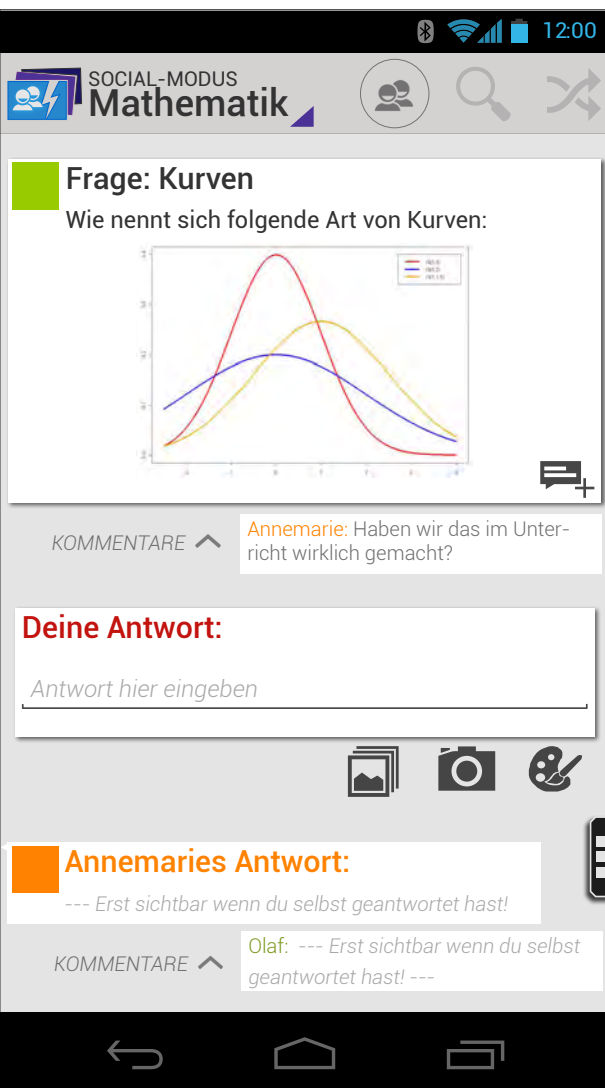 12:00
SOCIAL-MODUS
Mathematik
Frage: Kurven
Wie nennt sich folgende Art von Kurven:
KOMMENTARE
Annemarie: Haben wir das im Unter-
richt wirklich gemacht?
Deine Antwort:
Antwort hier eingeben
Annemaries Antwort:
--- Erst sichtbar wenn du selbst geantwortet hast!
KOMMENTARE
Olaf: --- Erst sichtbar wenn du selbst
geantwortet hast! ---